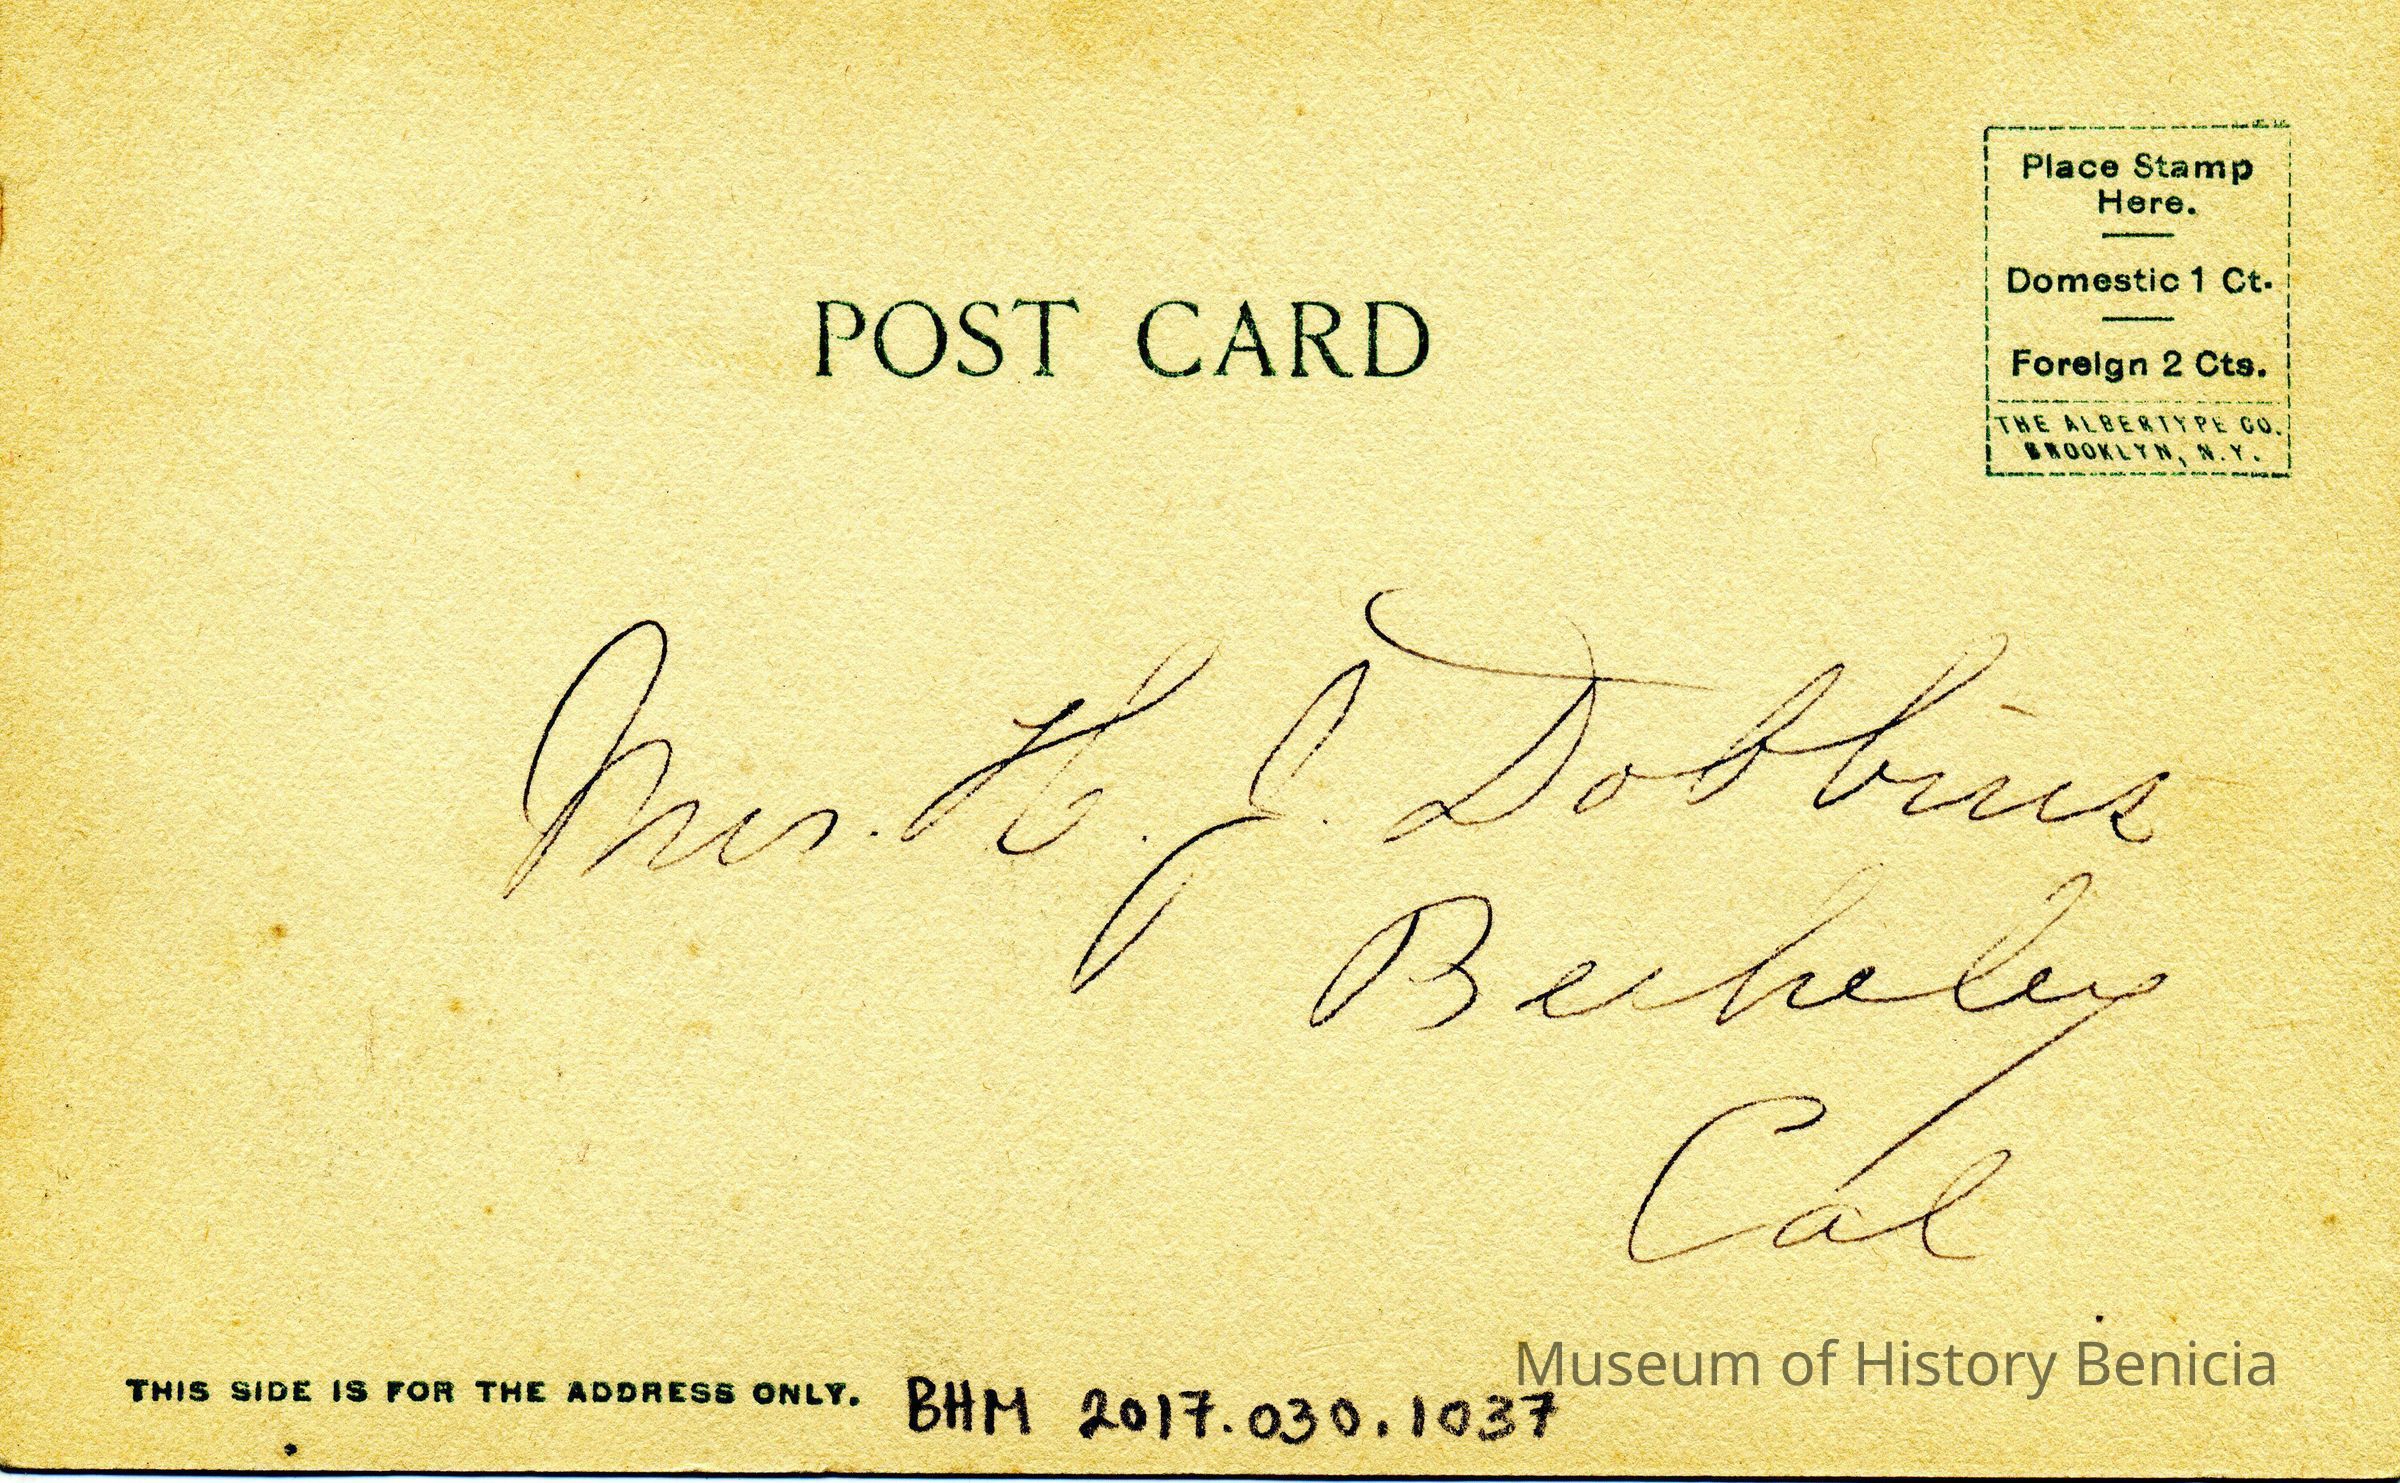 Place Stamp
Here.
Domestic 1 Ct.
Foreign 2 Cts.
THE ALBERTYPE CO.
BROOKLYN, N.Y.
POST CARD
Mrs. H. J. Dobbins
Berkeley
Cal
THIS SIDE IS FOR THE ADDRESS ONLY.
BHM 2017.030.1037
Museum of History Benicia